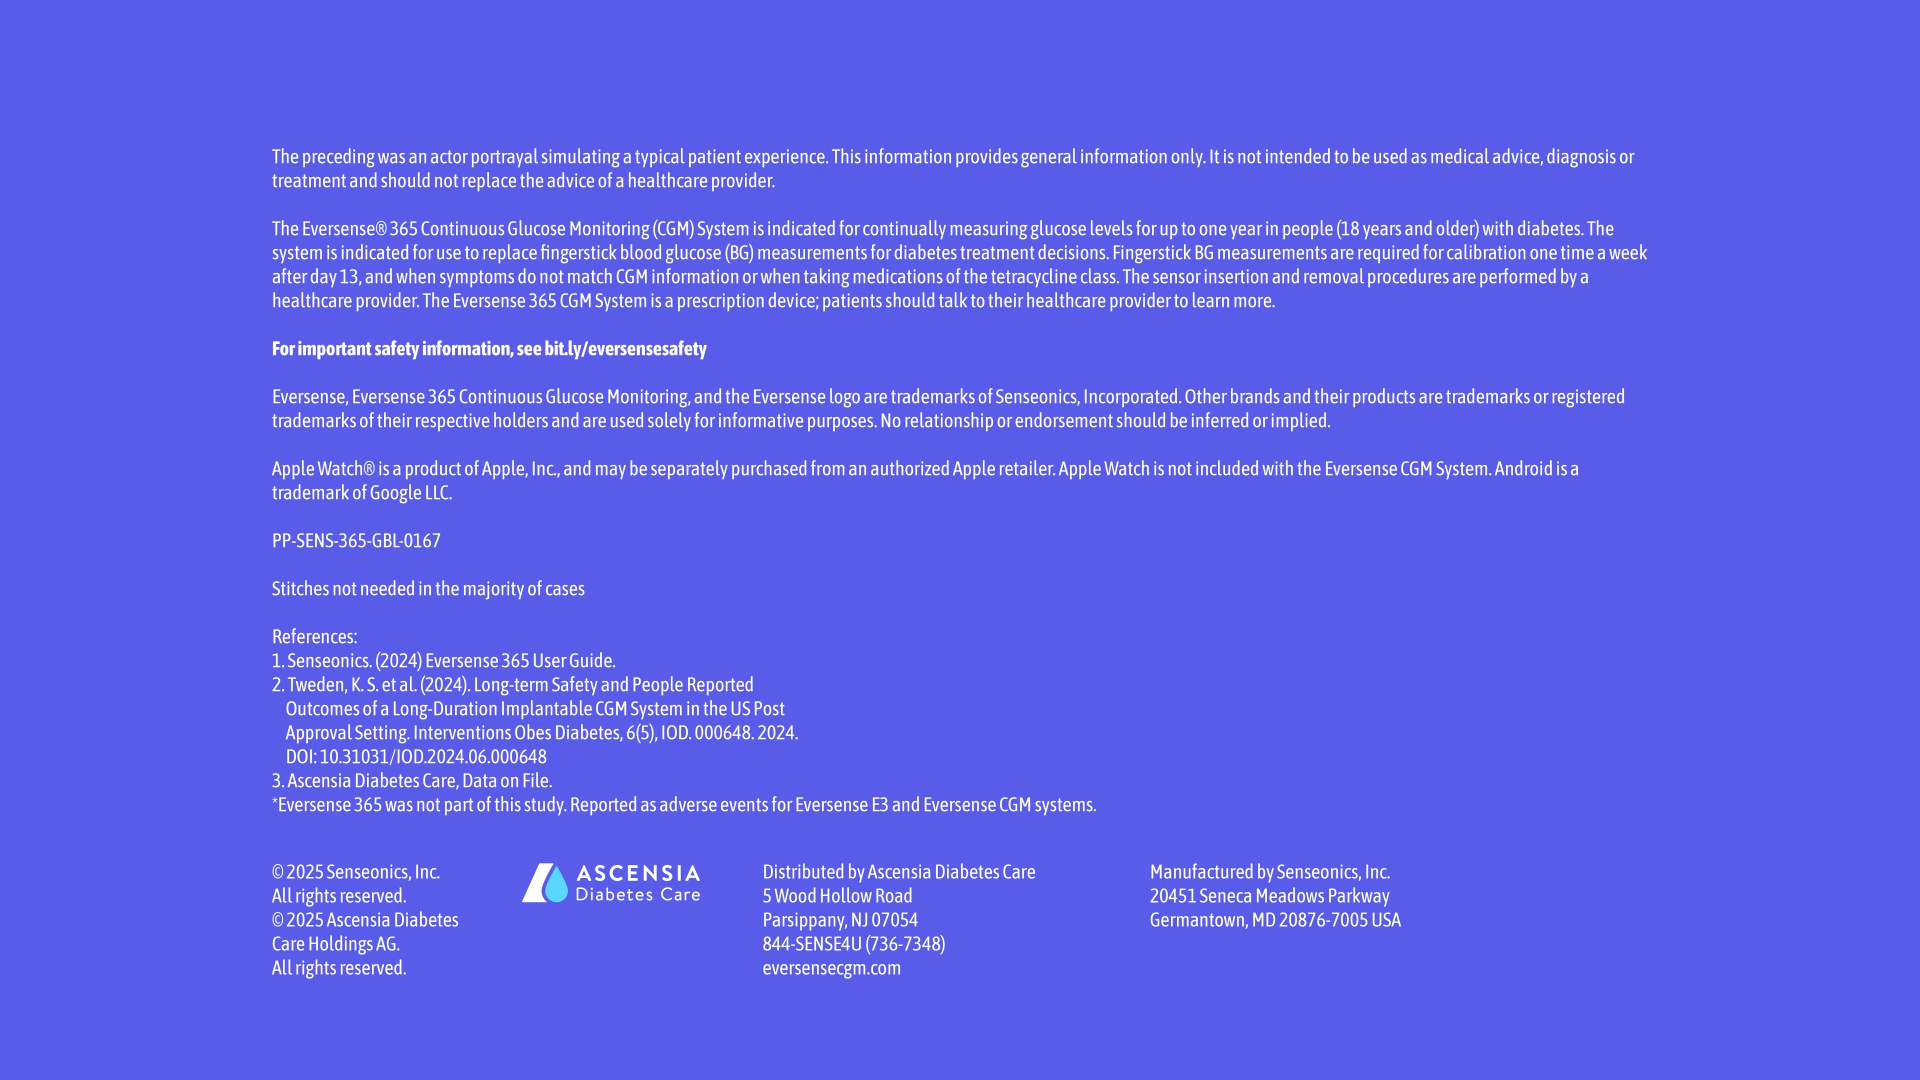 The preceding was an actor portrayal simulating a typical patient experience. This information provides general information only. It is not intended to be used as medical advice, diagnosis or
treatment and should not replace the advice of a healthcare provider.
The Eversense® 365 Continuous Glucose Monitoring (CGM) System is indicated for continually measuring glucose levels for up to one year in people (18 years and older) with diabetes. The
system is indicated for use to replace fingerstick blood glucose (BG) measurements for diabetes treatment decisions. Fingerstick BG measurements are required for calibration one time a week
after day 13, and when symptoms do not match CGM information or when taking medications of the tetracycline class. The sensor insertion and removal procedures are performed by a
healthcare provider. The Eversense 365 CGM System is a prescription device; patients should talk to their healthcare provider to learn more.
For important safety information, see bit.ly/eversensesafety
Eversense, Eversense 365 Continuous Glucose Monitoring, and the Eversense logo are trademarks of Senseonics, Incorporated. Other brands and their products are trademarks or registered
trademarks of their respective holders and are used solely for informative purposes. No relationship or endorsement should be inferred or implied.
Apple Watch® is a product of Apple, Inc., and may be separately purchased from an authorized Apple retailer. Apple Watch is not included with the Eversense CGM System. Android is a
trademark of Google LLC.
PP-SENS-365-GBL-0167
Stitches not needed in the majority of cases
References:
1. Senseonics. (2024) Eversense 365 User Guide.
2. Tweden, K. S. et al. (2024). Long-term Safety and People Reported
Outcomes of a Long-Duration Implantable CGM System in the US Post
Approval Setting. Interventions Obes Diabetes, 6(5), IOD. 000648. 2024.
DOI: 10.31031/IOD.2024.06.000648
3. Ascensia Diabetes Care, Data on File.
*Eversense 365 was not part of this study. Reported as adverse events for Eversense E3 and Eversense CGM systems.
© 2025 Senseonics, Inc.
All rights reserved.
© 2025 Ascensia Diabetes
Care Holdings AG.
All rights reserved.
ASCENSIA
Diabetes Care
Distributed by Ascensia Diabetes Care
5 Wood Hollow Road
Parsippany, NJ 07054
844-SENSE4U (736-7348)
eversensecgm.com
Manufactured by Senseonics, Inc.
20451 Seneca Meadows Parkway
Germantown, MD 20876-7005 USA